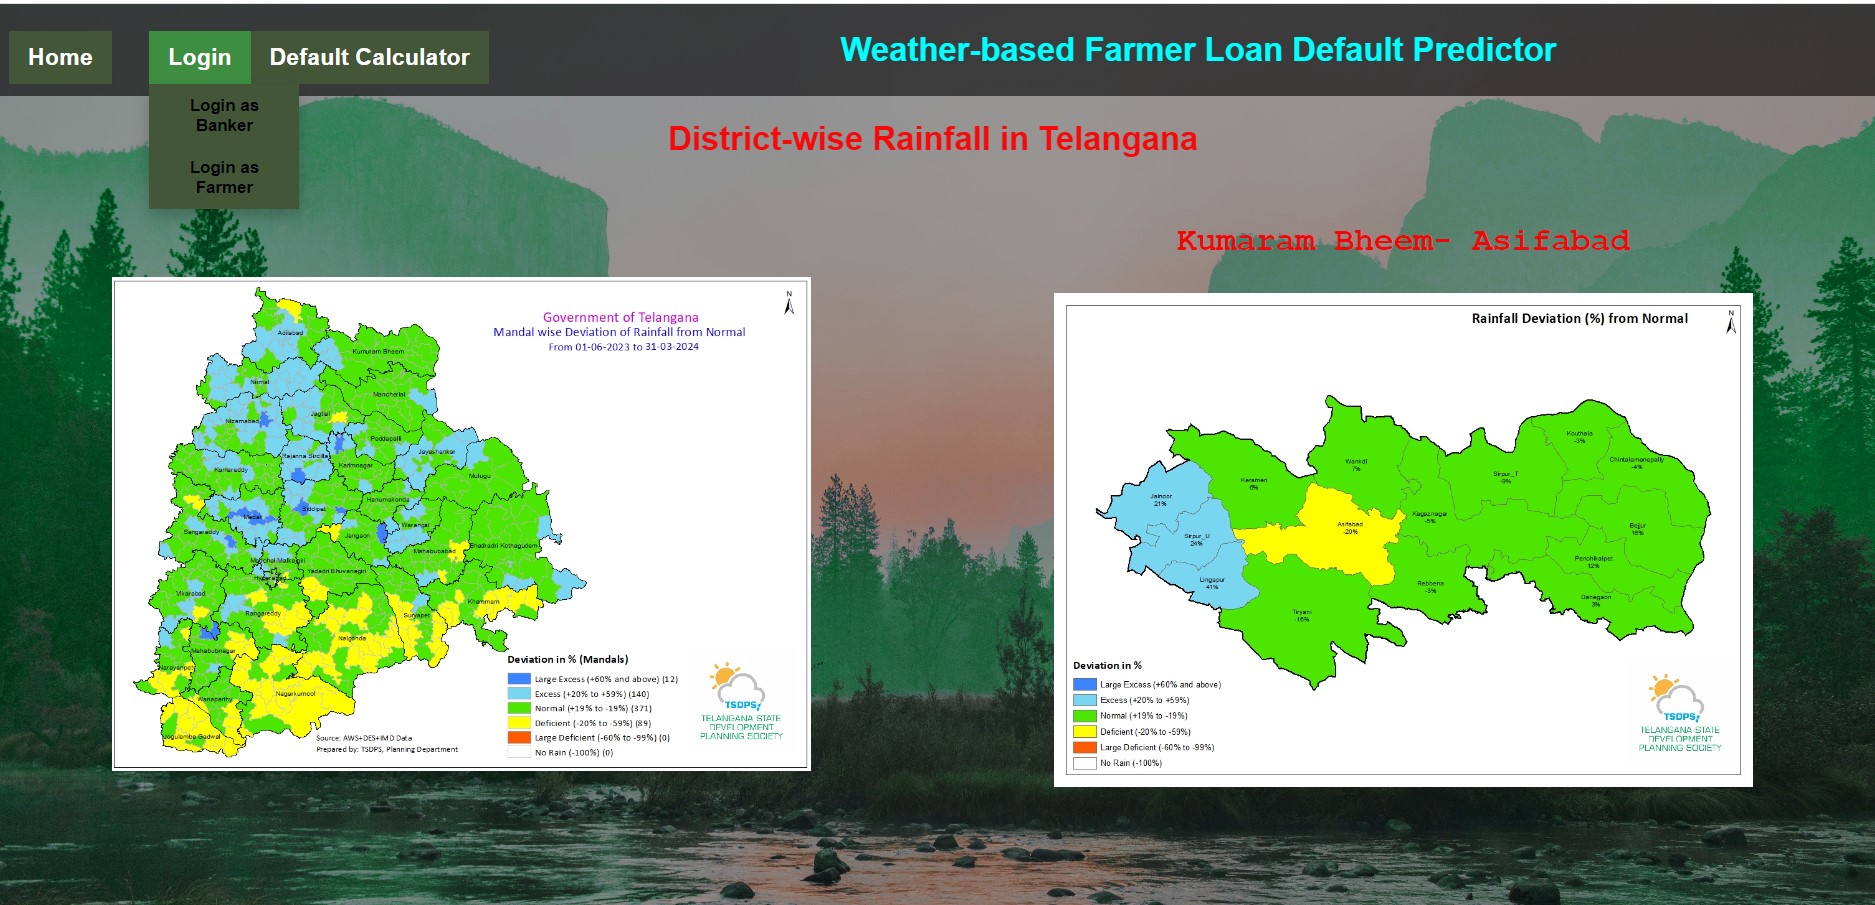 Home
Login
Default Calculator
Weather-based Farmer Loan Default Predictor
Login as
Banker
Login as
Farmer
District-wise Rainfall in Telangana
Kumaram Bheem- Asifabad
N
Government of Telangana
Mandal wise Deviation of Rainfall from Normal
From 01-06-2023 to 31-03-2024
Adilabad
Kumuram Bheem
Nirmal
Mancherial
Nizamabad
Jagtial
Peddapalli
Jayashankar
Rajanna Sircilla
Karimnagar
Kamareddy
Mulugu
Hanumakonda
Siddipet
Medak
Warangal
Sangareddy
Jangaon
Mahabubabad
Bhadradri Kothagudem
Medchal Malkajgiri
Hyderabad
Yadadri Bhuvanagiri
Vikarabad
Rangareddy
Khammam
Suryapet
Nalgonda
Mahabubnagar
Narayanpet
Wanaparthy
Nagarkurnool
Jogulamba Gadwal
Deviation in % (Mandals)
Large Excess (+60% and above) (12)
Excess (+20% to +59%) (140)
Normal (+19% to -19%) (371)
Deficient (-20% to -59%) (89)
Large Deficient (-60% to -99%) (0)
No Rain (-100%) (0)
Source: AWS+DES+IMD Data
Prepared by: TSDPS, Planning Department
TSDPS
TELANGANA STATE
DEVELOPMENT
PLANNING SOCIETY
Rainfall Deviation (%) from Normal
N
Kouthala
-3%
Chintalamanepally
-4%
Wankdi
7%
Sirpur_T
-9%
Kerameri
6%
Jainoor
21%
Kagaznagar
Asifabad
-20%
Bejjur
Sirpur_U
24%
Penchikalpet
12%
Lingapur
41%
Rebbena
-3%
Dahegaon
3%
Tiryani
-16%
Deviation in %
Large Excess (+60% and above)
Excess (+20% to +59%)
Normal (+19% to -19%)
Deficient (-20% to -59%)
Large Deficient (-60% to -99%)
No Rain (-100%)
TSDPS
TELANGANA STATE
DEVELOPMENT
PLANNING SOCIETY